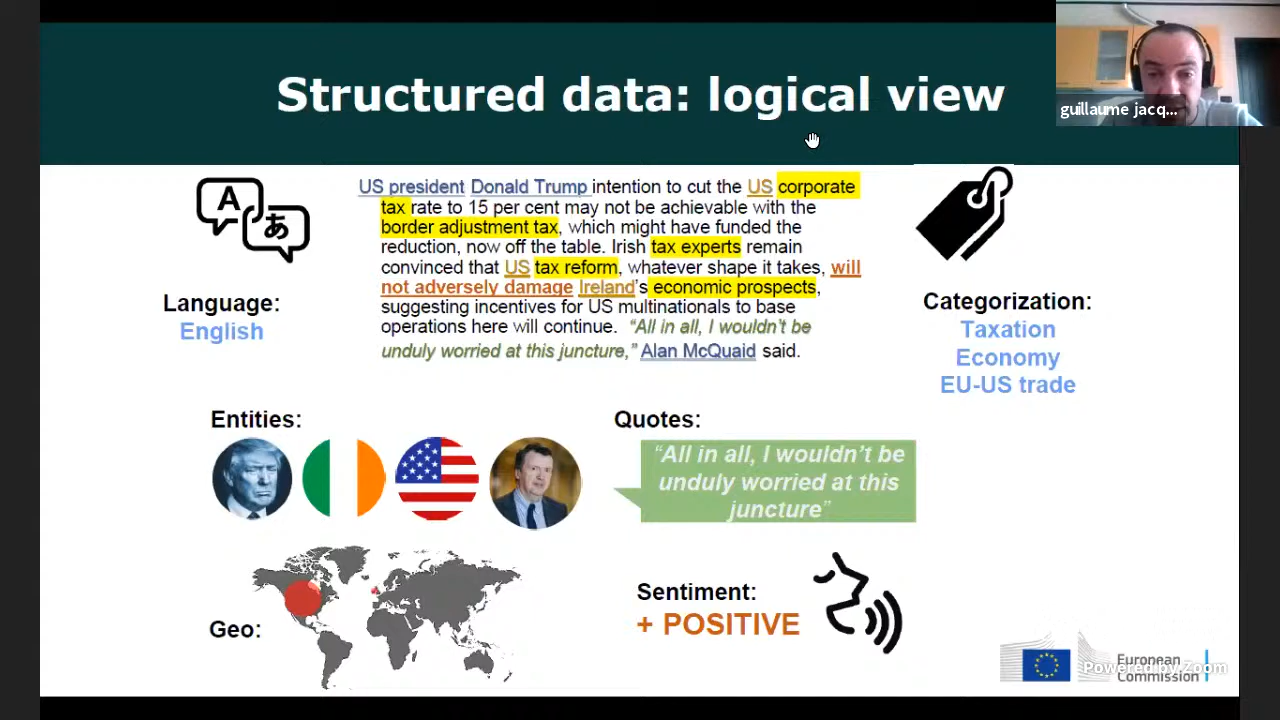 Structured data: logical view
guillaume jacq...
A
あ
US president Donald Trump intention to cut the US corporate
tax rate to 15 per cent may not be achievable with the
border adjustment tax, which might have funded the
reduction, now off the table. Irish tax experts remain
convinced that US tax reform, whatever shape it takes, will
not adversely damage Ireland's economic prospects,
suggesting incentives for US multinationals to base
operations here will continue. “All in all, I wouldn’t be
unduly worried at this juncture,” Alan McQuaid said.
Language:
English
Categorization:
Taxation
Economy
EU-US trade
Entities:
Quotes:
“All in all, I wouldn’t be
unduly worried at this
juncture”
Geo:
Sentiment:
+ POSITIVE
European
Commission
Powered by Zoom